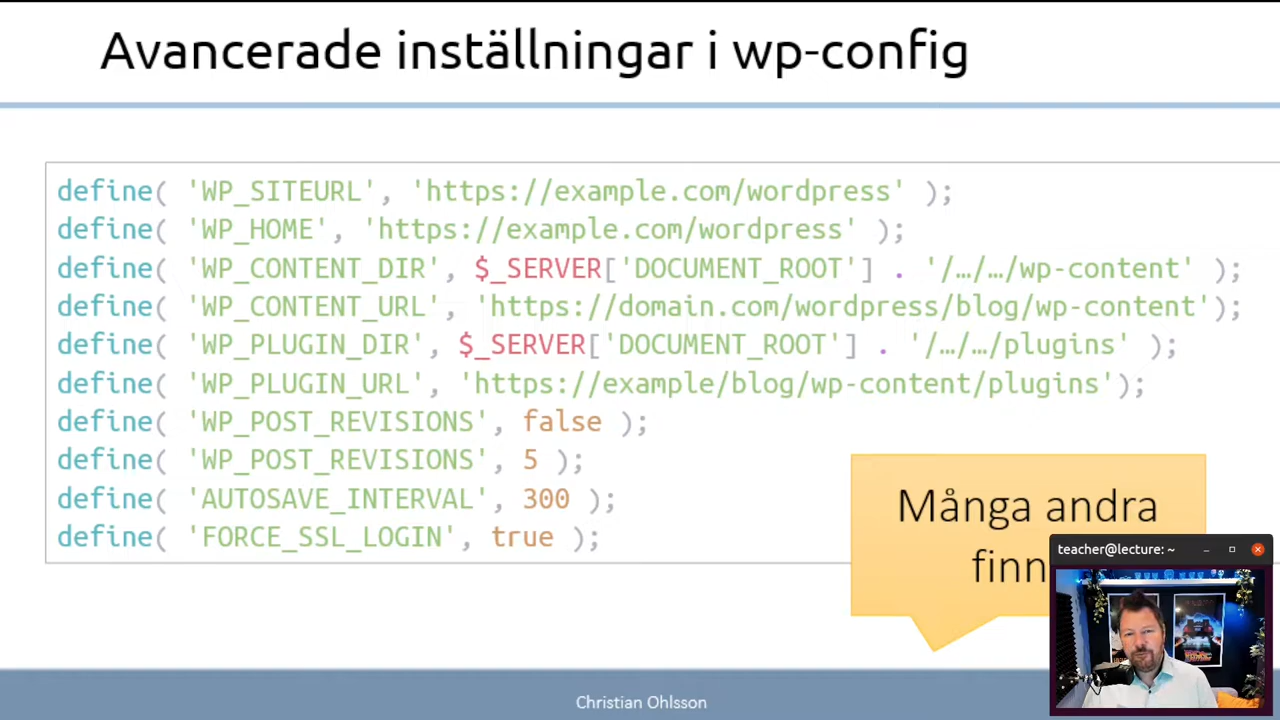 Avancerade inställningar i wp-config
define( 'WP_SITEURL', 'https://example.com/wordpress' );
define( 'WP_HOME', 'https://example.com/wordpress' );
define( 'WP_CONTENT_DIR', $_SERVER['DOCUMENT_ROOT'] . '/…/…/wp-content' );
define( 'WP_CONTENT_URL', 'https://domain.com/wordpress/blog/wp-content');
define( 'WP_PLUGIN_DIR', $_SERVER['DOCUMENT_ROOT'] . '/…/…/plugins' );
define( 'WP_PLUGIN_URL', 'https://example/blog/wp-content/plugins');
define( 'WP_POST_REVISIONS', false );
define( 'WP_POST_REVISIONS', 5 );
define( 'AUTOSAVE_INTERVAL', 300 );
define( 'FORCE_SSL_LOGIN', true );
Många andra
finn
teacher@lecture: ~
Christian Ohlsson